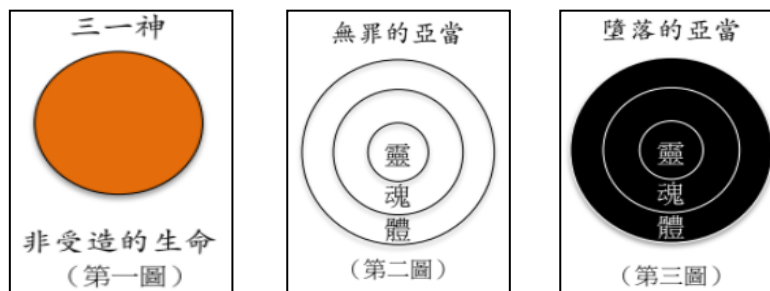 三一神
非受造的生命
（第一圖）
無罪的亞當
靈
魂
體
（第二圖）
墮落的亞當
靈
魂
體
（第三圖）